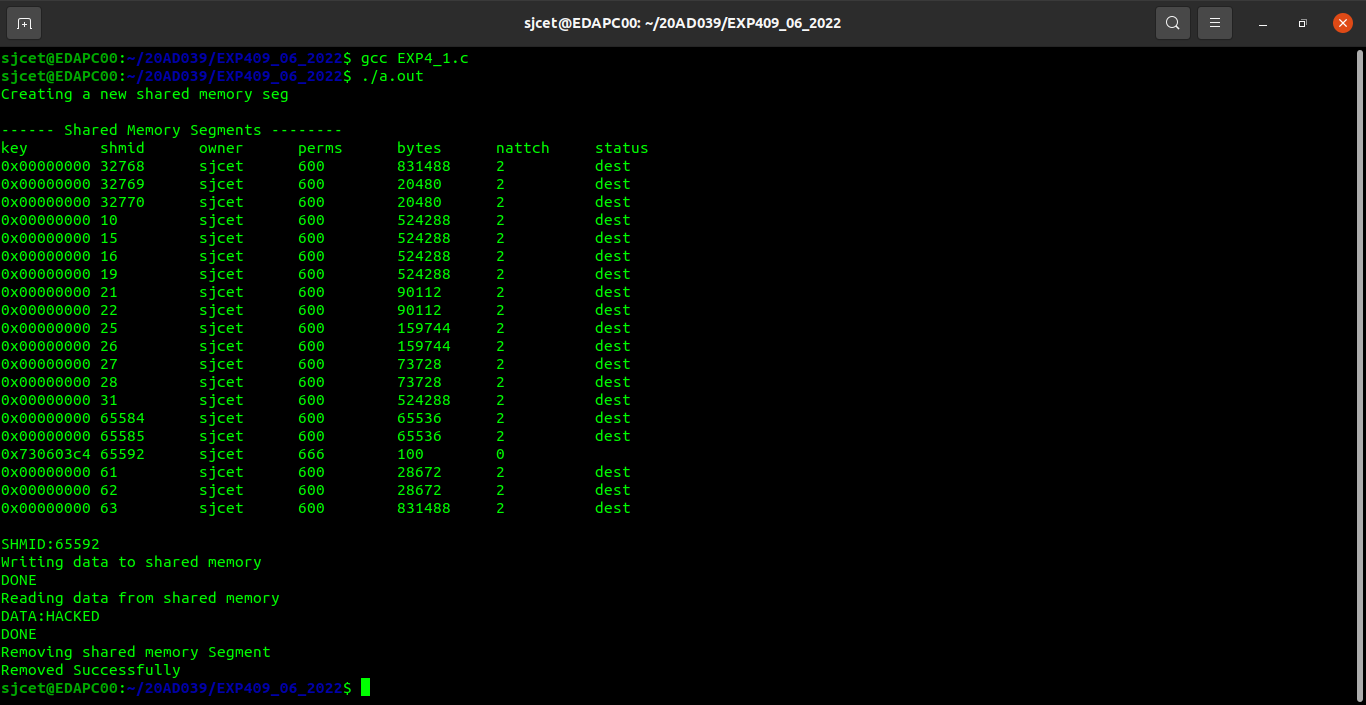 sjcet@EDAPC00: ~/20AD039/EXP409_06_2022
sjcet@EDAPC00:~/20AD039/EXP409_06_2022$ gcc EXP4_1.c
sjcet@EDAPC00:~/20AD039/EXP409_06_2022$ ./a.out
Creating a new shared memory seg

------ Shared Memory Segments --------
key        shmid      owner      perms      bytes      nattch     status
0x00000000 32768      sjcet      600        831488     2          dest
0x00000000 32769      sjcet      600        20480      2          dest
0x00000000 32770      sjcet      600        20480      2          dest
0x00000000 10         sjcet      600        524288     2          dest
0x00000000 15         sjcet      600        524288     2          dest
0x00000000 16         sjcet      600        524288     2          dest
0x00000000 19         sjcet      600        524288     2          dest
0x00000000 21         sjcet      600        90112      2          dest
0x00000000 22         sjcet      600        90112      2          dest
0x00000000 25         sjcet      600        159744     2          dest
0x00000000 26         sjcet      600        159744     2          dest
0x00000000 27         sjcet      600        73728      2          dest
0x00000000 28         sjcet      600        73728      2          dest
0x00000000 31         sjcet      600        524288     2          dest
0x00000000 65584      sjcet      600        65536      2          dest
0x00000000 65585      sjcet      600        65536      2          dest
0x730603c4 65592      sjcet      666        100        0
0x00000000 61         sjcet      600        28672      2          dest
0x00000000 62         sjcet      600        28672      2          dest
0x00000000 63         sjcet      600        831488     2          dest

SHMID:65592
Writing data to shared memory
DONE
Reading data from shared memory
DATA:HACKED
DONE
Removing shared memory Segment
Removed Successfully
sjcet@EDAPC00:~/20AD039/EXP409_06_2022$